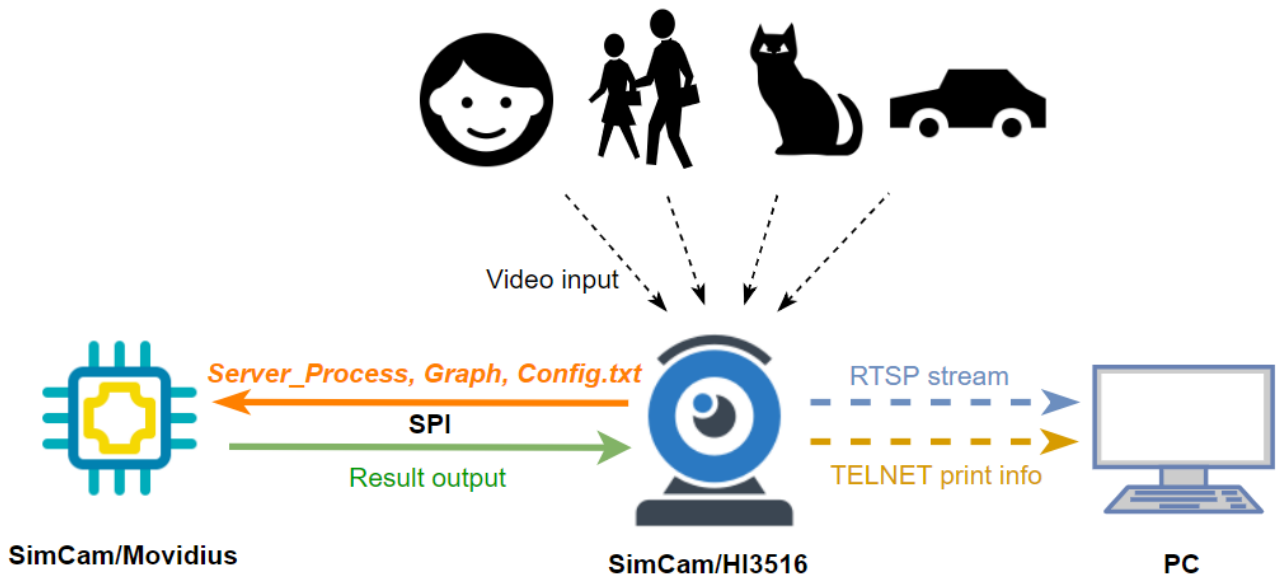 Video input
Server_Process, Graph, Config.txt
SPI
Result output
RTSP stream
TELNET print info
SimCam/Movidius
SimCam/HI3516
PC